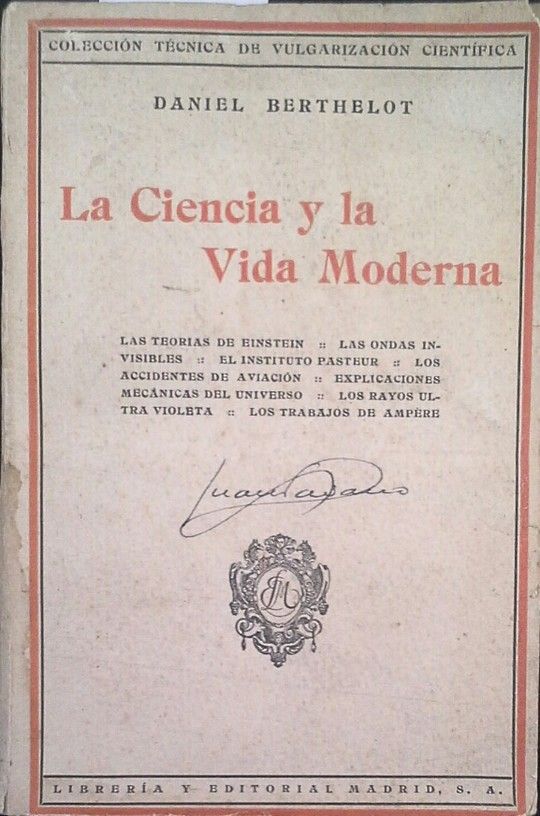 COLECCIÓN TÉCNICA DE VULGARIZACIÓN CIENTÍFICA
DANIEL BERTHELOT
La Ciencia y la
Vida Moderna
LAS TEORIAS DE EINSTEIN :: LAS ONDAS IN-
VISIBLES :: EL INSTITUTO PASTEUR :: LOS
ACCIDENTES DE AVIACIÓN :: EXPLICACIONES
MECÁNICAS DEL UNIVERSO :: LOS RAYOS UL-
TRA VIOLETA :: LOS TRABAJOS DE AMPÈRE
LIBRERÍA Y EDITORIAL MADRID, S. A.